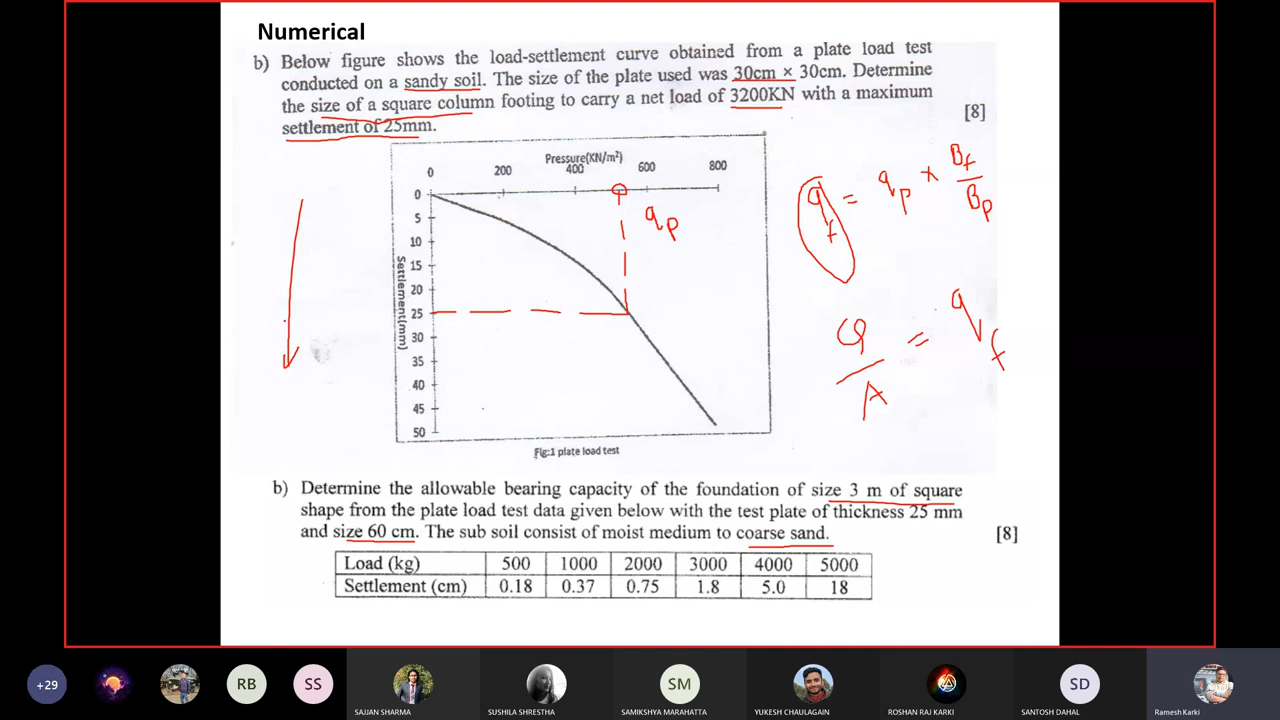 Numerical
b) Below figure shows the load-settlement curve obtained from a plate load test
conducted on a sandy soil. The size of the plate used was 30cm × 30cm. Determine
the size of a square column footing to carry a net load of 3200KN with a maximum
settlement of 25mm.
[8]
Pressure(KN/m²)
0 200 400 600 800
0
5
10
15
20
25
30
35
40
45
50
Settlement(mm)
qp
qf = qp × Bf/Bp
Q/A = qf
Fig:1 plate load test
b) Determine the allowable bearing capacity of the foundation of size 3 m of square
shape from the plate load test data given below with the test plate of thickness 25 mm
and size 60 cm. The sub soil consist of moist medium to coarse sand.
[8]
Load (kg) 500 1000 2000 3000 4000 5000
Settlement (cm) 0.18 0.37 0.75 1.8 5.0 18
+29
RB
SS
SM
SD
SAJJAN SHARMA
SUSHILA SHRESTHA
SAMIKSHYA MARAHATTA
YUKESH CHAULAGAIN
ROSHAN RAJ KARKI
SANTOSH DAHAL
Ramesh Karki